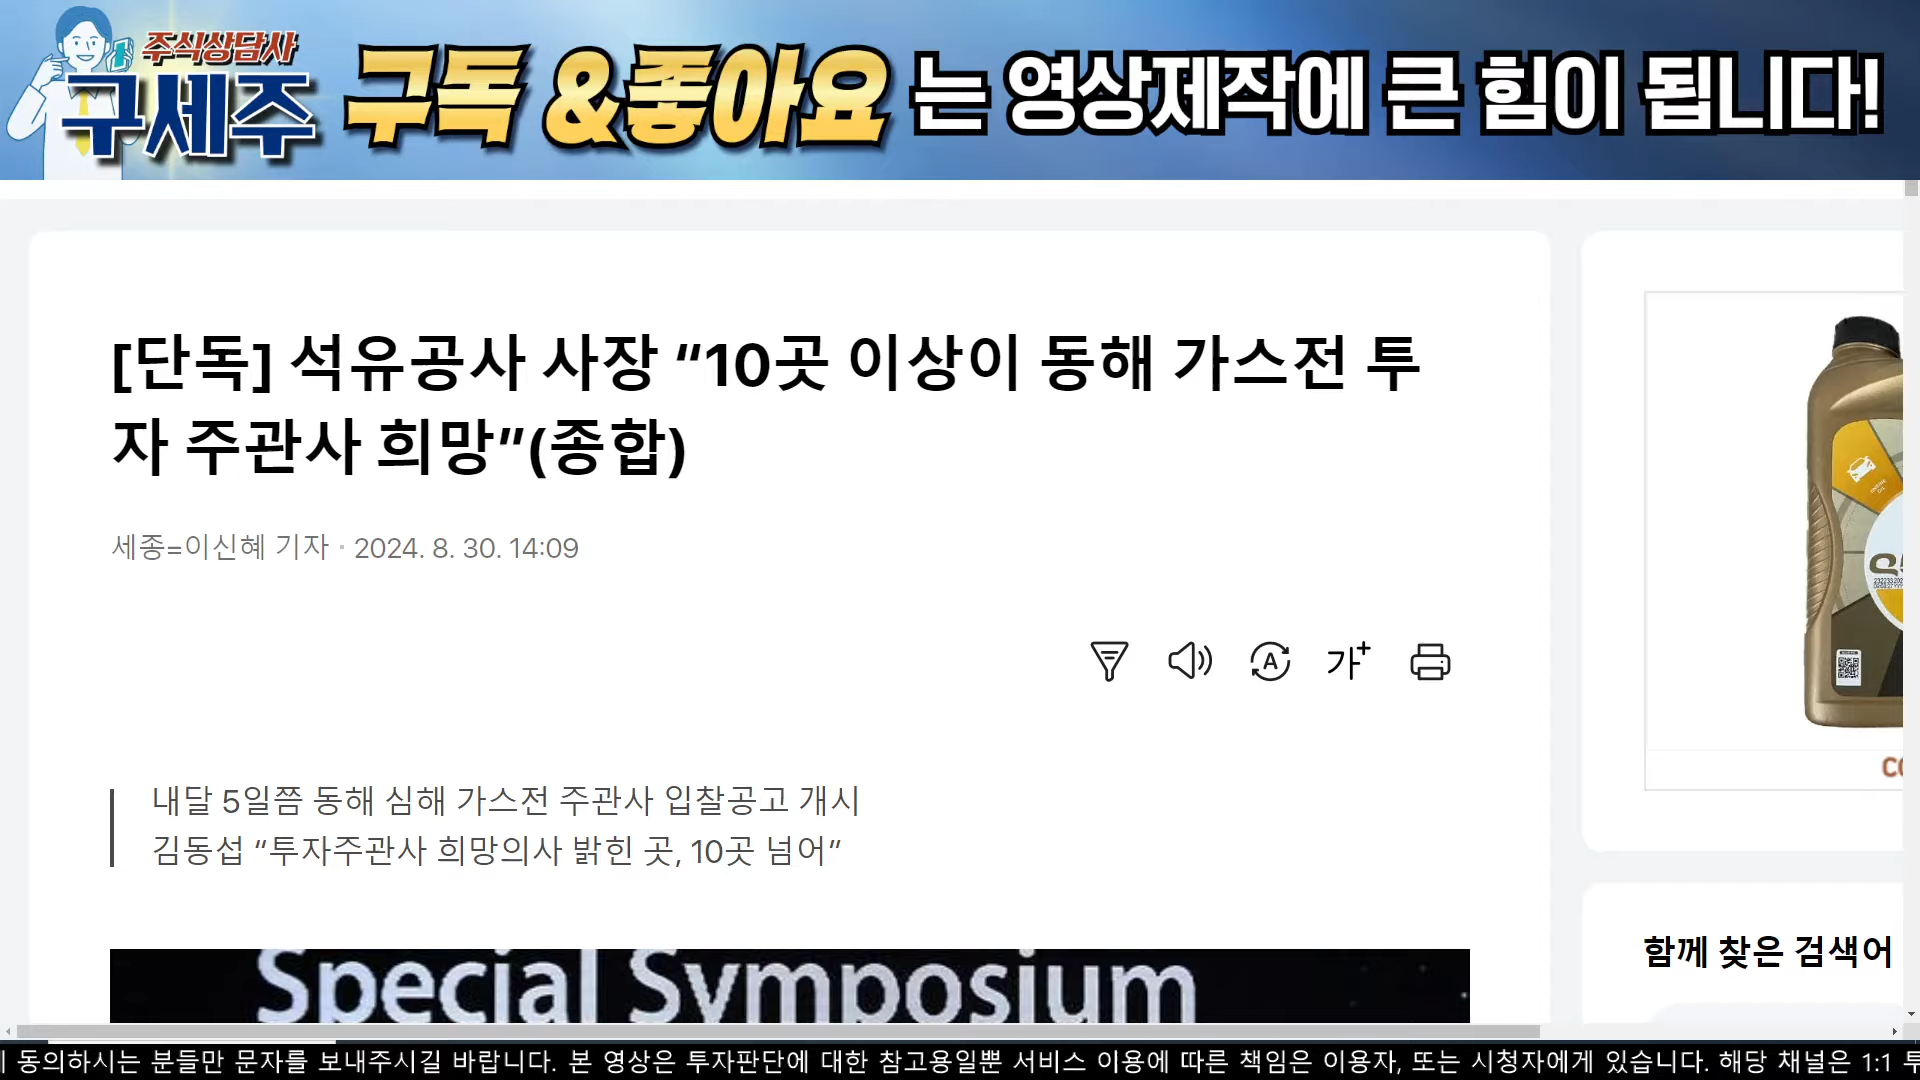 주식상담사
구세주
구독 &좋아요 는 영상제작에 큰 힘이 됩니다!
[단독] 석유공사 사장 “10곳 이상이 동해 가스전 투
자 주관사 희망”(종합)
세종=이신혜 기자 · 2024. 8. 30. 14:09
가+
내달 5일쯤 동해 심해 가스전 주관사 입찰공고 개시
김동섭 “투자주관사 희망의사 밝힌 곳, 10곳 넘어”
Special Symposium
함께 찾은 검색어
동의하시는 분들만 문자를 보내주시길 바랍니다. 본 영상은 투자판단에 대한 참고용일뿐 서비스 이용에 따른 책임은 이용자, 또는 시청자에게 있습니다. 해당 채널은 1:1